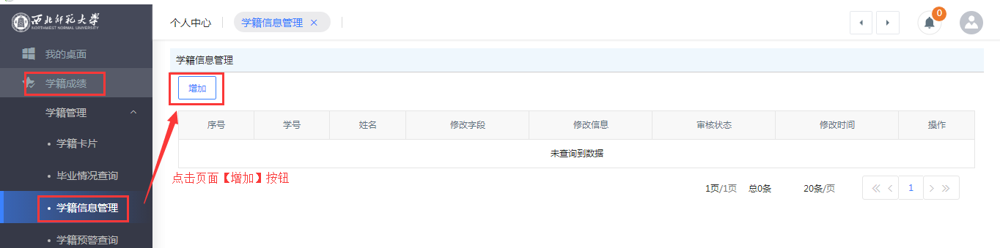 西北师范大学
NORTHWEST NORMAL UNIVERSITY
个人中心
学籍信息管理
0
我的桌面
学籍成绩
学籍管理
学籍卡片
毕业情况查询
学籍信息管理
学籍预警查询
学籍信息管理
增加
序号 学号 姓名 修改字段 修改信息 审核状态 修改时间 操作
未查询到数据
点击页面【增加】按钮
1页/1页 总0条 20条/页 1